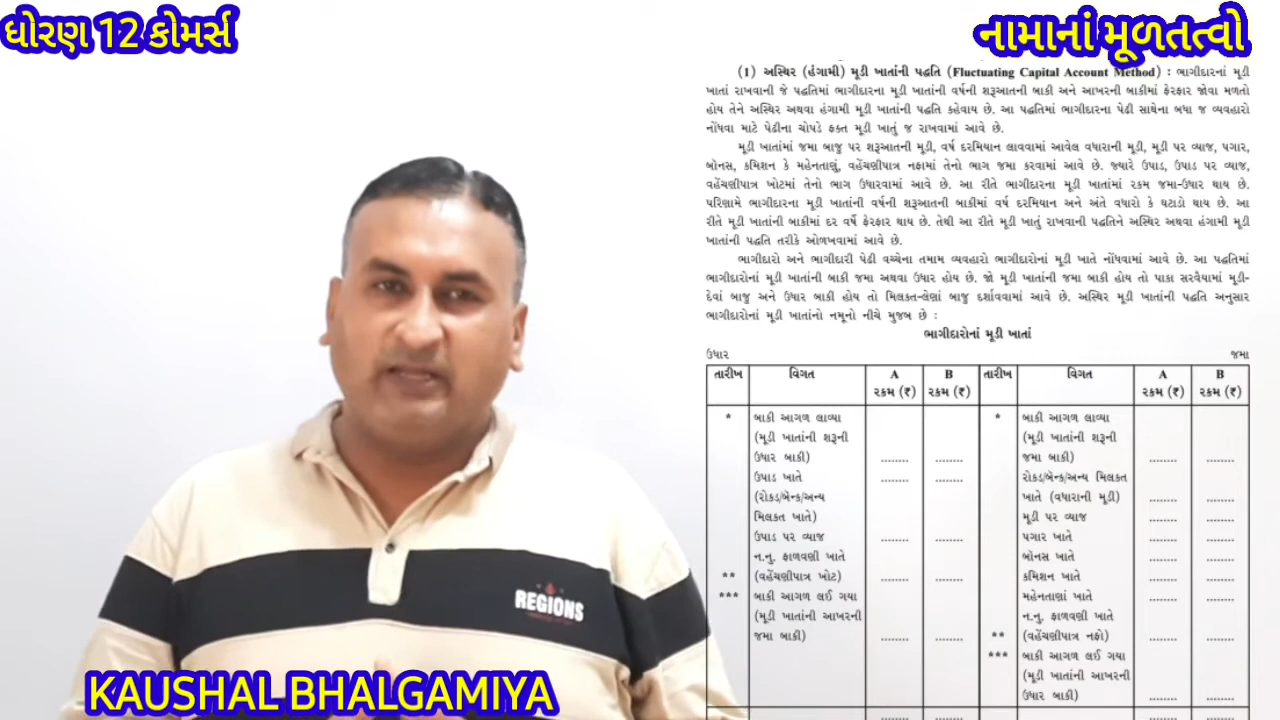 ધોરણ 12 કોમર્સ
નામાનાં મૂળતત્વો
(1) અસ્થિર (હંગામી) મૂડી ખાતાંની પદ્ધતિ (Fluctuating Capital Account Method) : ભાગીદારનાં મૂડી
ખાતાં રાખવાની જે પદ્ધતિમાં ભાગીદારના મૂડી ખાતાંની વર્ષની શરૂઆતની બાકી અને આખરની બાકીમાં ફેરફાર જોવા મળતો
હોય તેને અસ્થિર અથવા હંગામી મૂડી ખાતાંની પદ્ધતિ કહેવાય છે. આ પદ્ધતિમાં ભાગીદારના પેઢી સાથેના બધા જ વ્યવહારો
નોંધવા માટે પેઢીના ચોપડે ફક્ત મૂડી ખાતું જ રાખવામાં આવે છે.
મૂડી ખાતામાં જમા બાજુ પર શરૂઆતની મૂડી, વર્ષ દરમિયાન લાવવામાં આવેલ વધારાની મૂડી, મૂડી પર વ્યાજ, પગાર,
બોનસ, કમિશન કે મહેનતાણું, વહેંચણીપાત્ર નફામાં તેનો ભાગ જમા કરવામાં આવે છે. જ્યારે ઉપાડ, ઉપાડ પર વ્યાજ,
વહેંચણીપાત્ર ખોટમાં તેનો ભાગ ઉધારવામાં આવે છે. આ રીતે ભાગીદારના મૂડી ખાતાંમાં રકમ જમા-ઉધાર થાય છે.
પરિણામે ભાગીદારના મૂડી ખાતાંની વર્ષની શરૂઆતની બાકીમાં વર્ષ દરમિયાન અને અંતે વધારો કે ઘટાડો થાય છે. આ
રીતે મૂડી ખાતાંની બાકીમાં દર વર્ષે ફેરફાર થાય છે. તેથી આ રીતે મૂડી ખાતું રાખવાની પદ્ધતિને અસ્થિર અથવા હંગામી મૂડી
ખાતાંની પદ્ધતિ તરીકે ઓળખવામાં આવે છે.
ભાગીદારો અને ભાગીદારી પેઢી વચ્ચેના તમામ વ્યવહારો ભાગીદારોનાં મૂડી ખાતે નોંધવામાં આવે છે. આ પદ્ધતિમાં
ભાગીદારોનાં મૂડી ખાતાંની બાકી જમા અથવા ઉધાર હોય છે. જો મૂડી ખાતાંની જમા બાકી હોય તો પાકા સરવૈયામાં મૂડી-
દેવાં બાજુ અને ઉધાર બાકી હોય તો મિલકત-લેણાં બાજુ દર્શાવવામાં આવે છે. અસ્થિર મૂડી ખાતાંની પદ્ધતિ અનુસાર
ભાગીદારોનાં મૂડી ખાતાંનો નમૂનો નીચે મુજબ છે :
ભાગીદારોનાં મૂડી ખાતાં
ઉધાર જમા
તારીખ વિગત A B તારીખ વિગત A B
રકમ (₹) રકમ (₹) રકમ (₹) રકમ (₹)
* બાકી આગળ લાવ્યા * બાકી આગળ લાવ્યા
(મૂડી ખાતાંની શરૂની (મૂડી ખાતાંની શરૂની
ઉધાર બાકી) ........ ........ જમા બાકી) ........ ........
ઉપાડ ખાતે ........ ........ રોકડ/બેન્ક/અન્ય મિલકત
(રોકડ/બેન્ક/અન્ય ખાતે (વધારાની મૂડી) ........ ........
મિલકત ખાતે) મૂડી પર વ્યાજ ........ ........
ઉપાડ પર વ્યાજ ........ ........ પગાર ખાતે ........ ........
ન.નુ. ફાળવણી ખાતે બોનસ ખાતે ........ ........
** (વહેંચણીપાત્ર ખોટ) ........ ........ કમિશન ખાતે ........ ........
*** બાકી આગળ લઈ ગયા મહેનતાણાં ખાતે ........ ........
(મૂડી ખાતાંની આખરની ન.નુ. ફાળવણી ખાતે
જમા બાકી) ........ ........ ** (વહેંચણીપાત્ર નફો) ........ ........
*** બાકી આગળ લઈ ગયા
(મૂડી ખાતાંની આખરની
ઉધાર બાકી) ........ ........
REGIONS
KAUSHAL BHALGAMIYA